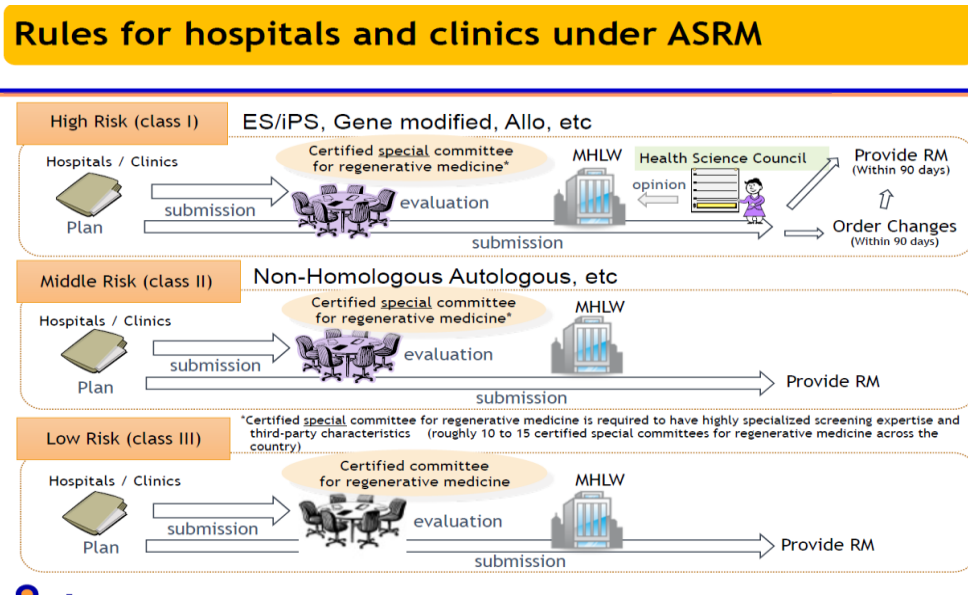 Rules for hospitals and clinics under ASRM
High Risk (class I)
ES/iPS, Gene modified, Allo, etc
Hospitals / Clinics
Plan
submission
Certified special committee
for regenerative medicine*
evaluation
submission
MHLW
opinion
Health Science Council
Provide RM
(Within 90 days)
Order Changes
(Within 90 days)
Middle Risk (class II)
Non-Homologous Autologous, etc
Hospitals / Clinics
Plan
submission
Certified special committee
for regenerative medicine*
evaluation
submission
MHLW
Provide RM
*Certified special committee for regenerative medicine is required to have highly specialized screening expertise and
third-party characteristics (roughly 10 to 15 certified special committees for regenerative medicine across the
country)
Low Risk (class III)
Hospitals / Clinics
Plan
submission
Certified committee
for regenerative medicine
evaluation
submission
MHLW
Provide RM